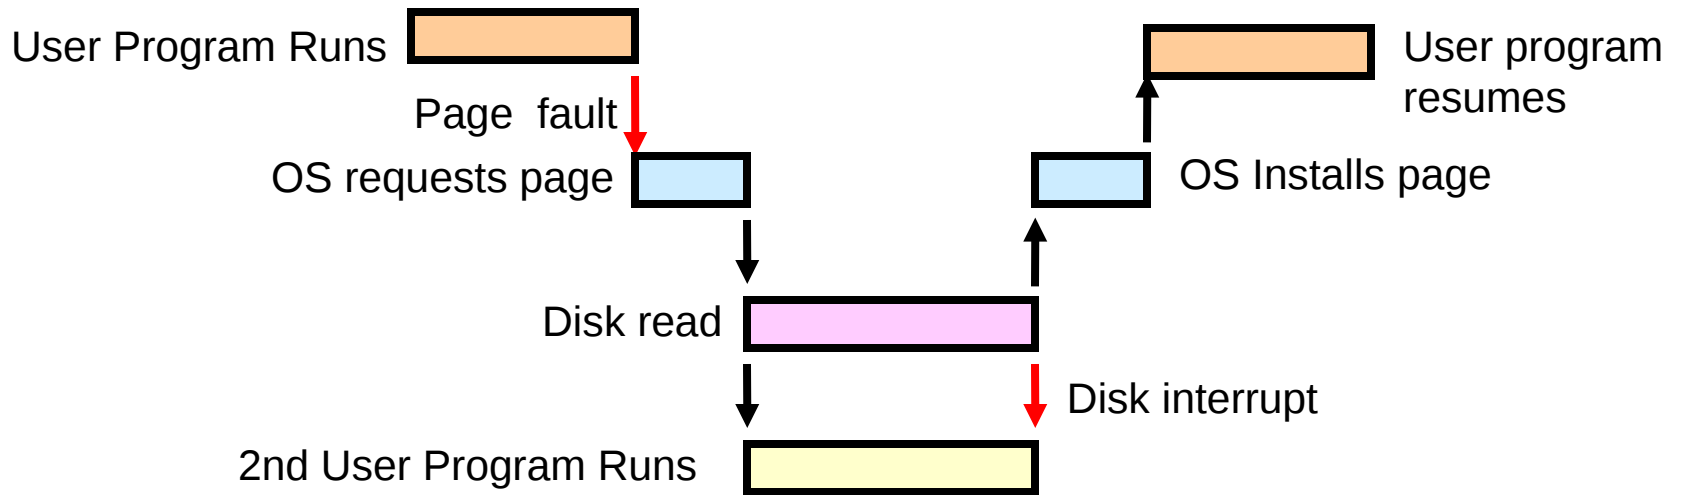 User Program Runs
User program
resumes
Page  fault
OS requests page
OS Installs page
Disk read
Disk interrupt
2nd User Program Runs